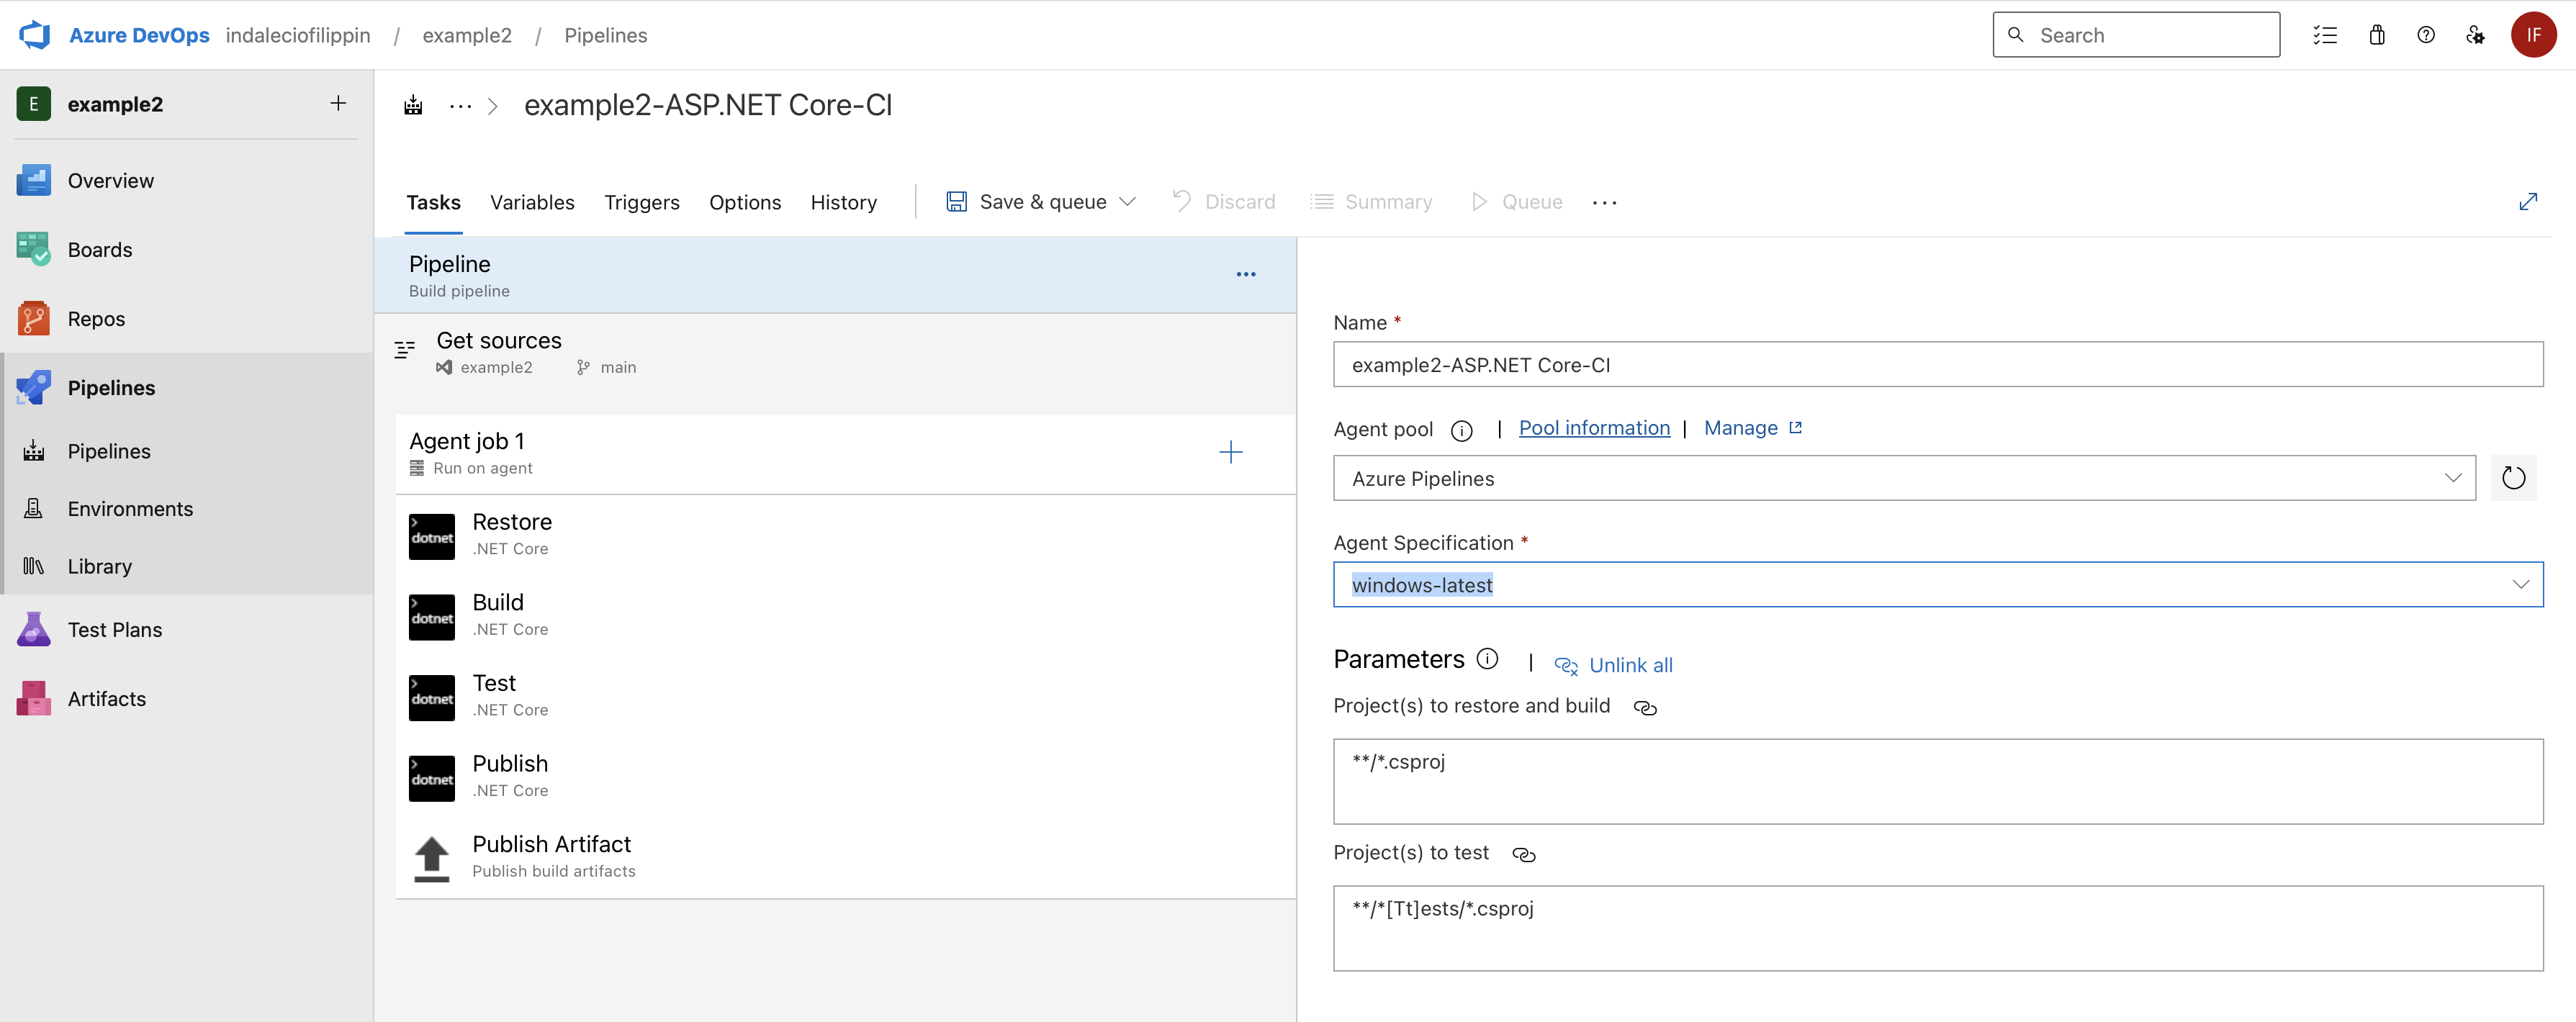 Azure DevOps indaleciofilippin / example2 / Pipelines
Search
IF
E example2
example2-ASP.NET Core-CI
Overview
Boards
Repos
Pipelines
Pipelines
Environments
Library
Test Plans
Artifacts
Tasks Variables Triggers Options History Save & queue Discard Summary Queue
Pipeline
Build pipeline
Get sources
example2 main
Agent job 1
Run on agent
dotnet
Restore
.NET Core
dotnet
Build
.NET Core
dotnet
Test
.NET Core
dotnet
Publish
.NET Core
Publish Artifact
Publish build artifacts
Name *
example2-ASP.NET Core-CI
Agent pool | Pool information | Manage
Azure Pipelines
Agent Specification *
windows-latest
Parameters | Unlink all
Project(s) to restore and build
**/*.csproj
Project(s) to test
**/*[Tt]ests/*.csproj